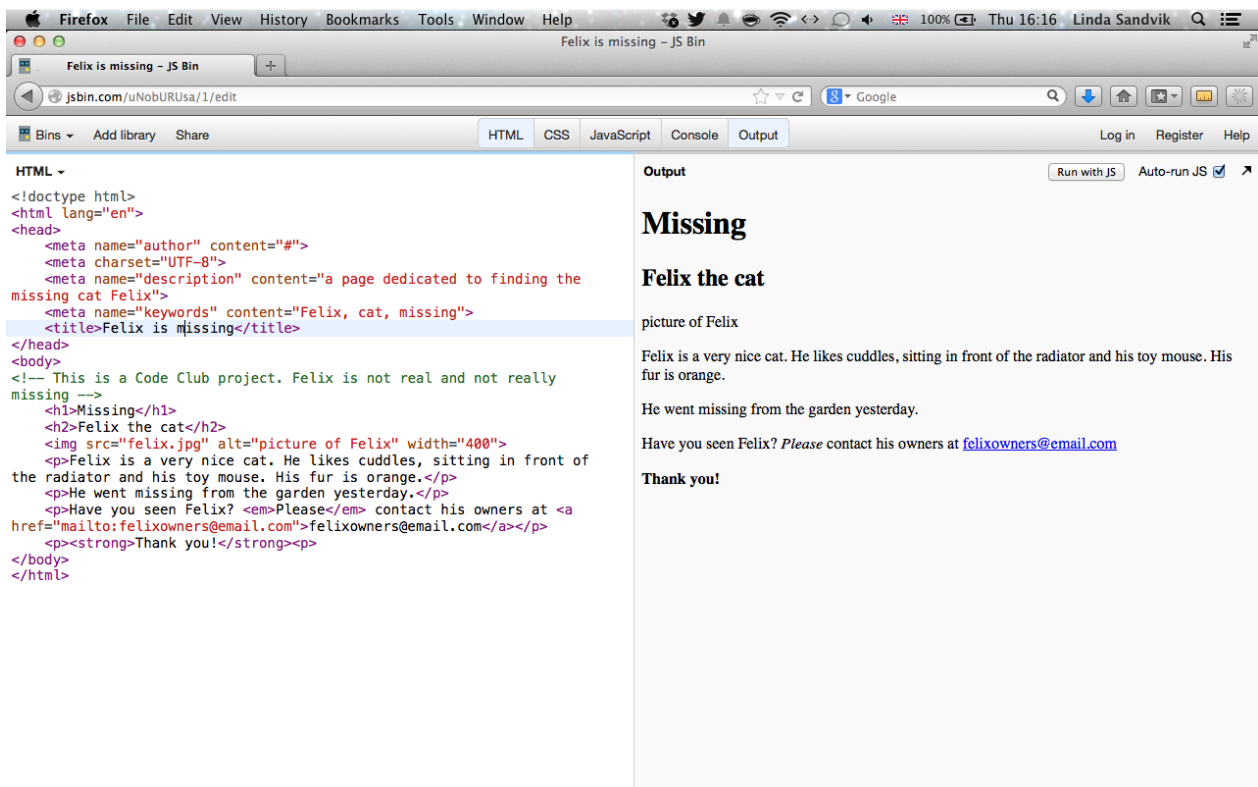 Firefox File Edit View History Bookmarks Tools Window Help 100% Thu 16:16 Linda Sandvik
Felix is missing – JS Bin
Felix is missing – JS Bin
jsbin.com/uNobURUsa/1/edit Google
Bins Add library Share HTML CSS JavaScript Console Output Log in Register Help
HTML
<!doctype html>
<html lang="en">
<head>
    <meta name="author" content="#">
    <meta charset="UTF-8">
    <meta name="description" content="a page dedicated to finding the
missing cat Felix">
    <meta name="keywords" content="Felix, cat, missing">
    <title>Felix is missing</title>
</head>
<body>
<!-- This is a Code Club project. Felix is not real and not really
missing -->
    <h1>Missing</h1>
    <h2>Felix the cat</h2>
    <img src="felix.jpg" alt="picture of Felix" width="400">
    <p>Felix is a very nice cat. He likes cuddles, sitting in front of
the radiator and his toy mouse. His fur is orange.</p>
    <p>He went missing from the garden yesterday.</p>
    <p>Have you seen Felix? <em>Please</em> contact his owners at <a
href="mailto:felixowners@email.com">felixowners@email.com</a></p>
    <p><strong>Thank you!</strong><p>
</body>
</html>
Output Run with JS Auto-run JS
Missing
Felix the cat
picture of Felix
Felix is a very nice cat. He likes cuddles, sitting in front of the radiator and his toy mouse. His
fur is orange.
He went missing from the garden yesterday.
Have you seen Felix? Please contact his owners at felixowners@email.com
Thank you!